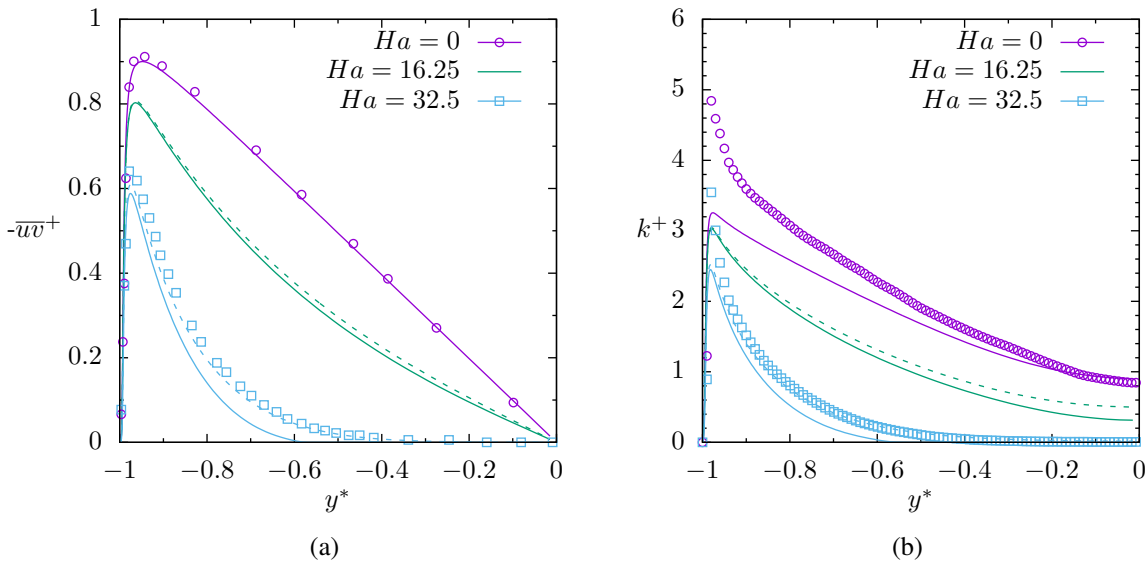 1
0.8
0.6
0.4
0.2
0
-1 −0.8 −0.6 −0.4 −0.2 0
-uv⁺
y*
Ha = 0
Ha = 16.25
Ha = 32.5
(a)
6
5
4
3
2
1
0
-1 −0.8 −0.6 −0.4 −0.2 0
k⁺
y*
Ha = 0
Ha = 16.25
Ha = 32.5
(b)